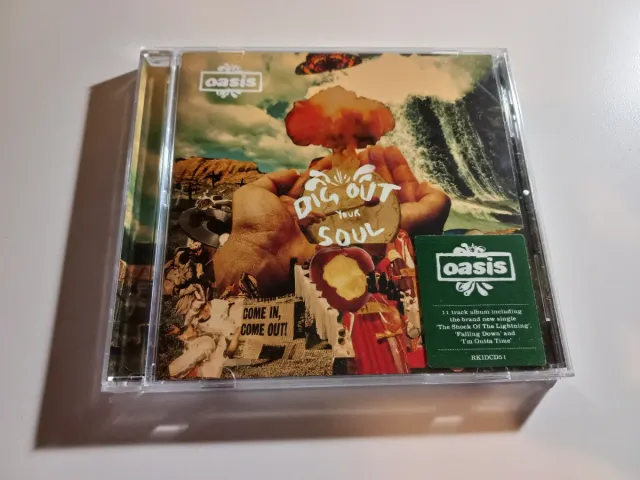 oasis
DIG OUT
YOUR
SOUL
COME IN,
COME OUT!
oasis
11 track album including
the brand new single
'The Shock Of The Lightning',
'Falling Down' and
'I'm Outta Time'
RKIDCD51